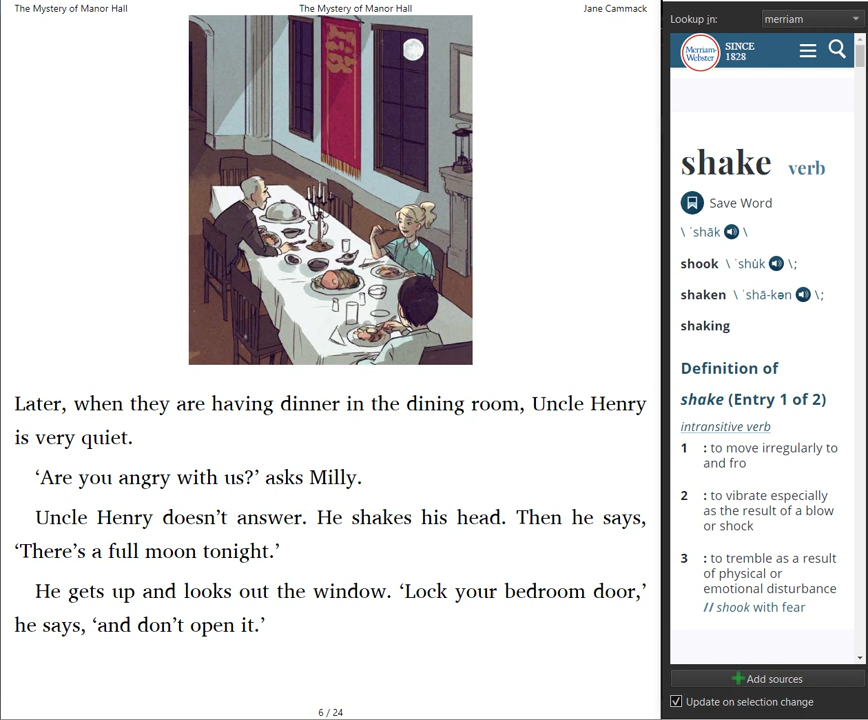 The Mystery of Manor Hall
The Mystery of Manor Hall
Jane Cammack
Later, when they are having dinner in the dining room, Uncle Henry
is very quiet.
‘Are you angry with us?’ asks Milly.
Uncle Henry doesn’t answer. He shakes his head. Then he says,
‘There’s a full moon tonight.’
He gets up and looks out the window. ‘Lock your bedroom door,’
he says, ‘and don’t open it.’
6 / 24
Lookup in:
merriam
Merriam-
Webster
SINCE
1828
shake verb
Save Word
\ ˈshāk \
shook \ ˈshu̇k \;
shaken \ ˈshā-kən \;
shaking
Definition of
shake (Entry 1 of 2)
intransitive verb
1 : to move irregularly to
and fro
2 : to vibrate especially
as the result of a blow
or shock
3 : to tremble as a result
of physical or
emotional disturbance
// shook with fear
Add sources
Update on selection change